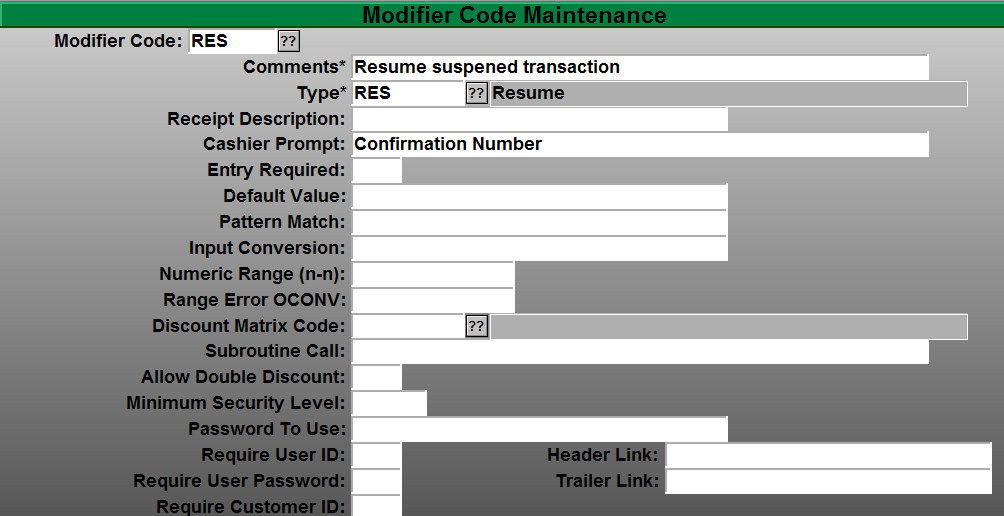 Modifier Code Maintenance
Modifier Code: RES ??
Comments* Resume suspened transaction
Type* RES ?? Resume
Receipt Description:
Cashier Prompt: Confirmation Number
Entry Required:
Default Value:
Pattern Match:
Input Conversion:
Numeric Range (n-n):
Range Error OCONV:
Discount Matrix Code: ??
Subroutine Call:
Allow Double Discount:
Minimum Security Level:
Password To Use:
Require User ID: Header Link:
Require User Password: Trailer Link:
Require Customer ID: